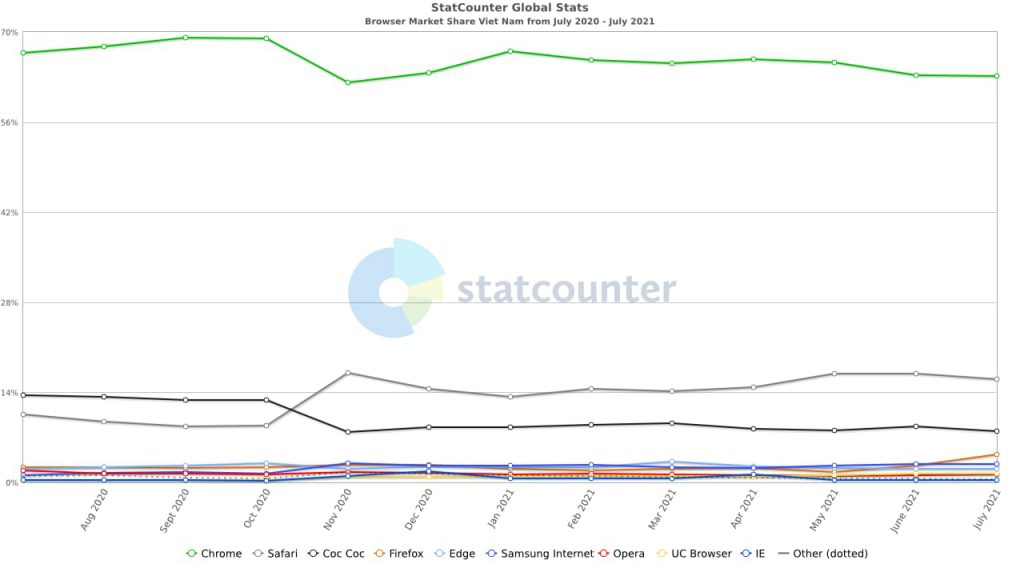 StatCounter Global Stats
Browser Market Share Viet Nam from July 2020 - July 2021
70%
56%
42%
28%
14%
0%
statcounter
Aug 2020
Sept 2020
Oct 2020
Nov 2020
Dec 2020
Jan 2021
Feb 2021
Mar 2021
Apr 2021
May 2021
June 2021
July 2021
Chrome Safari Coc Coc Firefox Edge Samsung Internet Opera UC Browser IE Other (dotted)